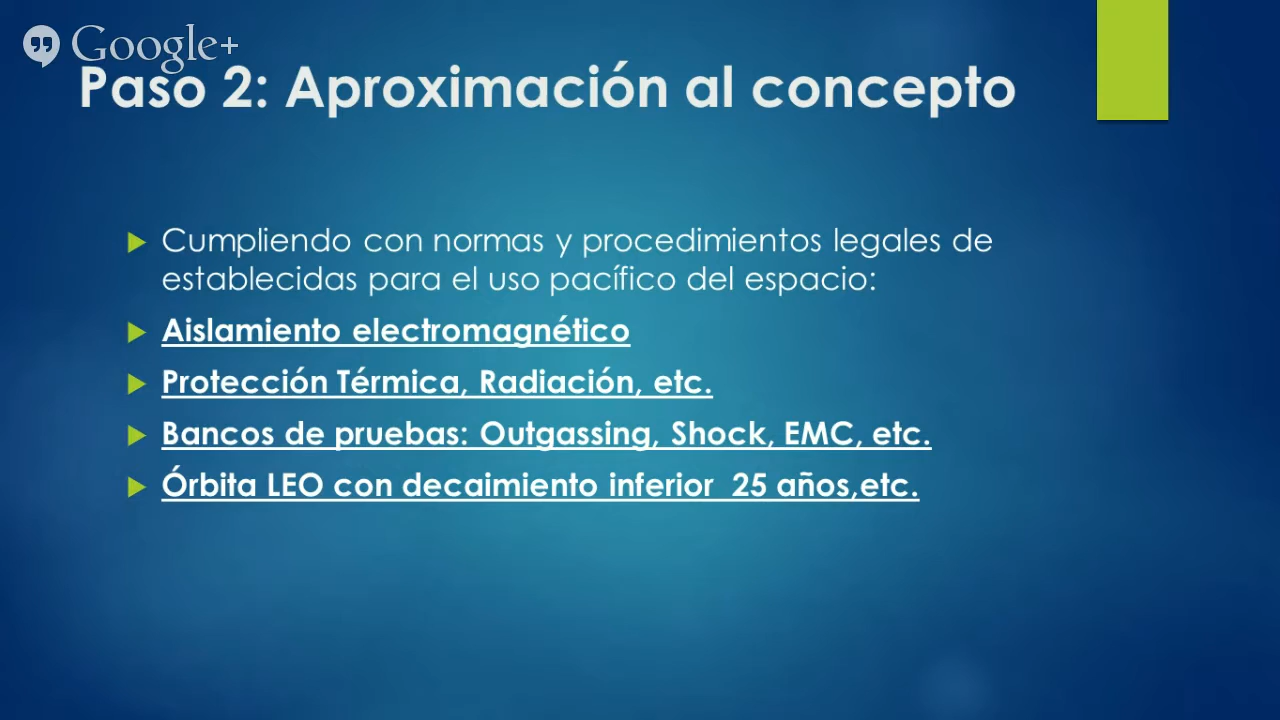 Google+
Paso 2: Aproximación al concepto
Cumpliendo con normas y procedimientos legales de
establecidas para el uso pacífico del espacio:
Aislamiento electromagnético
Protección Térmica, Radiación, etc.
Bancos de pruebas: Outgassing, Shock, EMC, etc.
Órbita LEO con decaimiento inferior  25 años,etc.